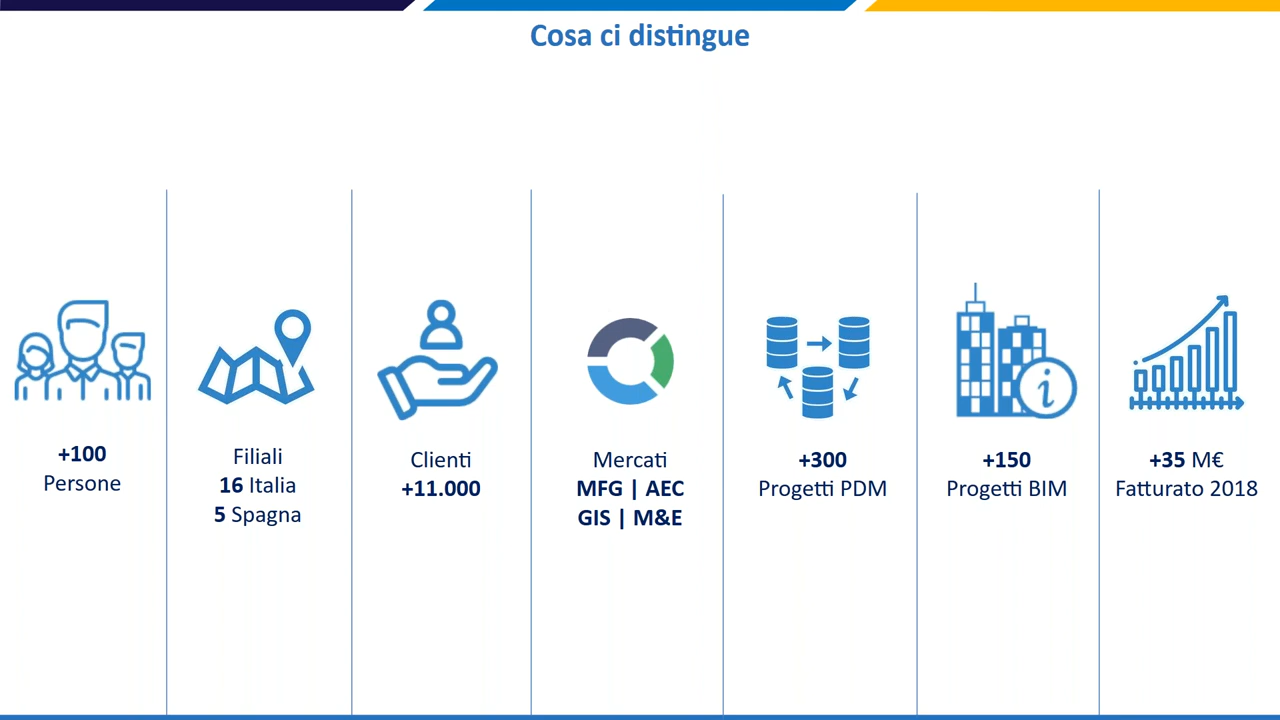 Cosa ci distingue
+100
Persone
Filiali
16 Italia
5 Spagna
Clienti
+11.000
Mercati
MFG | AEC
GIS | M&E
+300
Progetti PDM
i
+150
Progetti BIM
+35 M€
Fatturato 2018